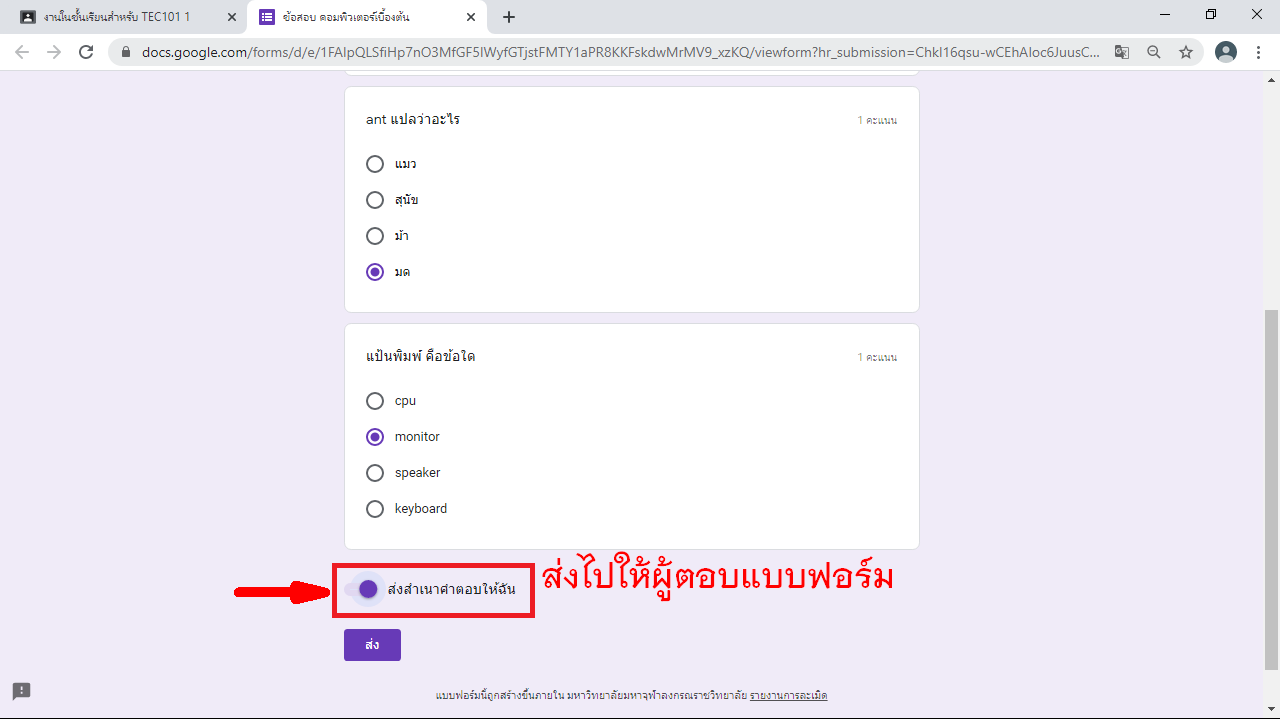 งานในชั้นเรียนสำหรับ TEC101 1
ข้อสอบ คอมพิวเตอร์เบื้องต้น
docs.google.com/forms/d/e/1FAIpQLSfiHp7nO3MfGF5IWyfGTjstFMTY1aPR8KKFskdwMrMV9_xzKQ/viewform?hr_submission=ChkI16qsu-wCEhAIoc6JuusC...
ant แปลว่าอะไร 1 คะแนน
แมว
สุนัข
ม้า
มด
แป้นพิมพ์ คือข้อใด 1 คะแนน
cpu
monitor
speaker
keyboard
ส่งสำเนาคำตอบให้ฉัน
ส่งไปให้ผู้ตอบแบบฟอร์ม
ส่ง
แบบฟอร์มนี้ถูกสร้างขึ้นภายใน มหาวิทยาลัยมหาจุฬาลงกรณราชวิทยาลัย รายงานการละเมิด